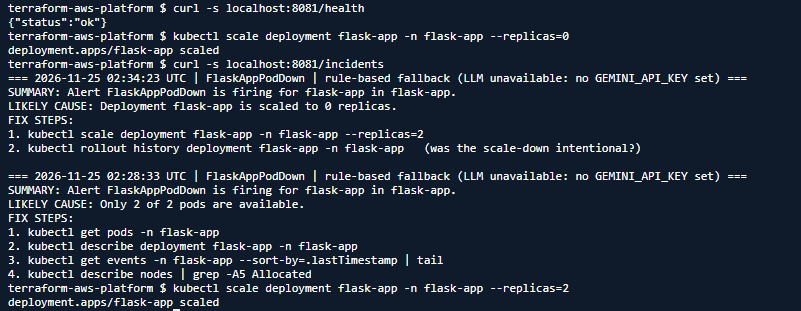 terraform-aws-platform $ curl -s localhost:8081/health
{"status":"ok"}
terraform-aws-platform $ kubectl scale deployment flask-app -n flask-app --replicas=0
deployment.apps/flask-app scaled
terraform-aws-platform $ curl -s localhost:8081/incidents
=== 2026-11-25 02:34:23 UTC | FlaskAppPodDown | rule-based fallback (LLM unavailable: no GEMINI_API_KEY set) ===
SUMMARY: Alert FlaskAppPodDown is firing for flask-app in flask-app.
LIKELY CAUSE: Deployment flask-app is scaled to 0 replicas.
FIX STEPS:
1. kubectl scale deployment flask-app -n flask-app --replicas=2
2. kubectl rollout history deployment flask-app -n flask-app   (was the scale-down intentional?)

=== 2026-11-25 02:28:33 UTC | FlaskAppPodDown | rule-based fallback (LLM unavailable: no GEMINI_API_KEY set) ===
SUMMARY: Alert FlaskAppPodDown is firing for flask-app in flask-app.
LIKELY CAUSE: Only 2 of 2 pods are available.
FIX STEPS:
1. kubectl get pods -n flask-app
2. kubectl describe deployment flask-app -n flask-app
3. kubectl get events -n flask-app --sort-by=.lastTimestamp | tail
4. kubectl describe nodes | grep -A5 Allocated
terraform-aws-platform $ kubectl scale deployment flask-app -n flask-app --replicas=2
deployment.apps/flask-app scaled